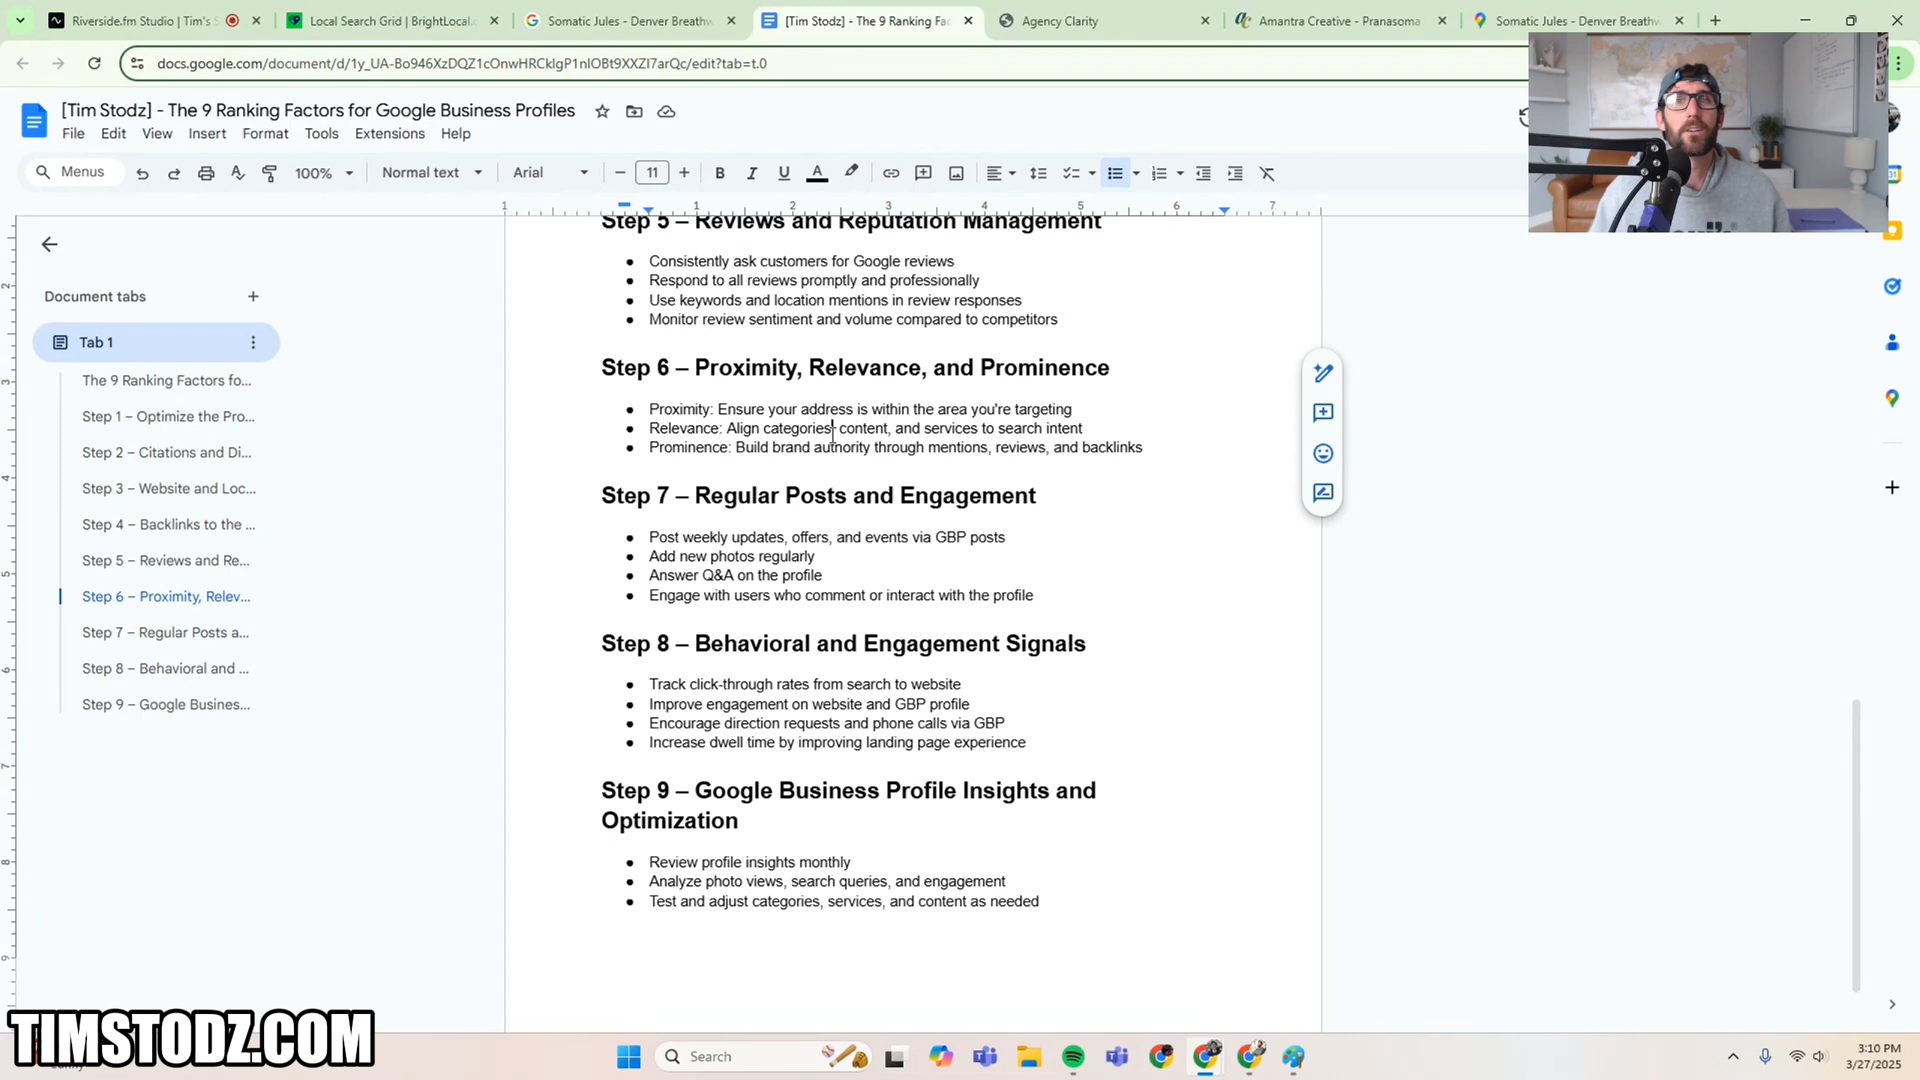 Riverside.fm Studio | Tim's S
Local Search Grid | BrightLocal.
Somatic Jules - Denver Breathw
[Tim Stodz] - The 9 Ranking Fac
Agency Clarity
Amantra Creative - Pranasoma
Somatic Jules - Denver Breathw
docs.google.com/document/d/1y_UA-Bo946XzDQZ1cOnwHRCklgP1nIOBt9XXZI7arQc/edit?tab=t.0
[Tim Stodz] - The 9 Ranking Factors for Google Business Profiles
File Edit View Insert Format Tools Extensions Help
Menus 100% Normal text Arial 11
1 1 2 3 4 5 6 7
Document tabs
Tab 1
The 9 Ranking Factors fo...
Step 1 – Optimize the Pro...
Step 2 – Citations and Di...
Step 3 – Website and Loc...
Step 4 – Backlinks to the ...
Step 5 – Reviews and Re...
Step 6 – Proximity, Relev...
Step 7 – Regular Posts a...
Step 8 – Behavioral and ...
Step 9 – Google Busines...
Step 5 – Reviews and Reputation Management
● Consistently ask customers for Google reviews
● Respond to all reviews promptly and professionally
● Use keywords and location mentions in review responses
● Monitor review sentiment and volume compared to competitors
Step 6 – Proximity, Relevance, and Prominence
● Proximity: Ensure your address is within the area you're targeting
● Relevance: Align categories, content, and services to search intent
● Prominence: Build brand authority through mentions, reviews, and backlinks
Step 7 – Regular Posts and Engagement
● Post weekly updates, offers, and events via GBP posts
● Add new photos regularly
● Answer Q&A on the profile
● Engage with users who comment or interact with the profile
Step 8 – Behavioral and Engagement Signals
● Track click-through rates from search to website
● Improve engagement on website and GBP profile
● Encourage direction requests and phone calls via GBP
● Increase dwell time by improving landing page experience
Step 9 – Google Business Profile Insights and
Optimization
● Review profile insights monthly
● Analyze photo views, search queries, and engagement
● Test and adjust categories, services, and content as needed
TIMSTODZ.COM
Search
3:10 PM
3/27/2025